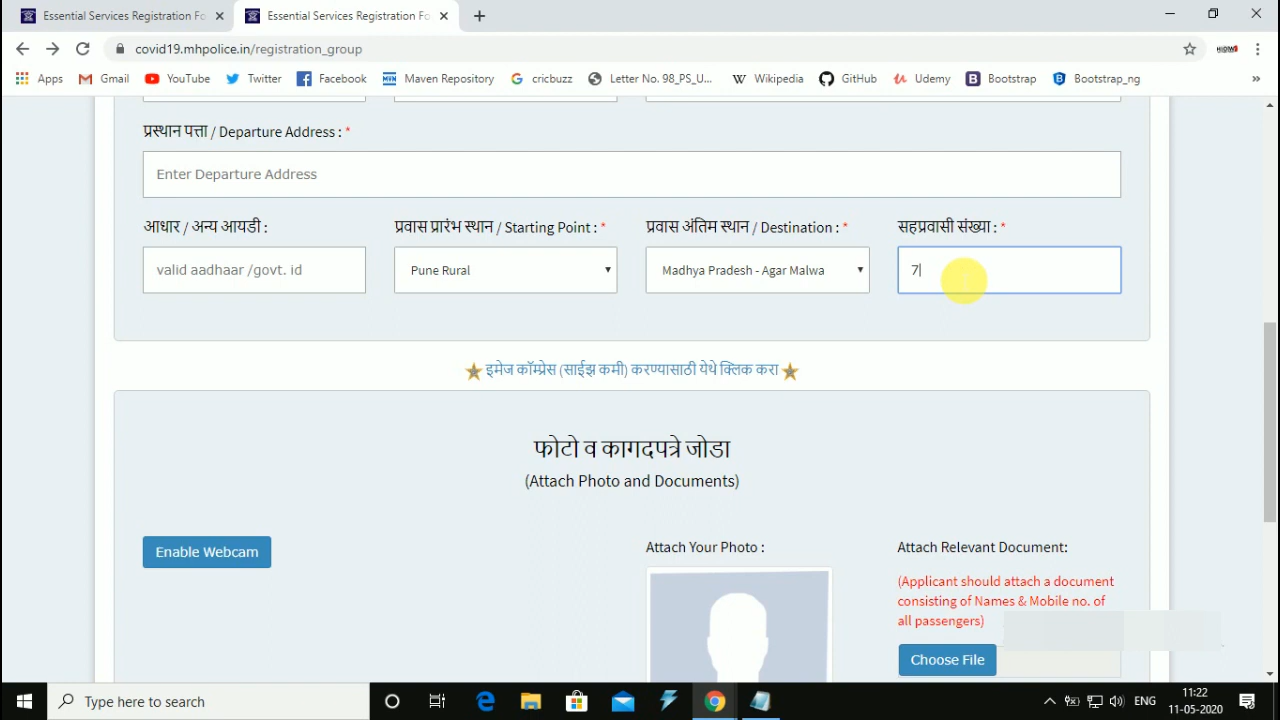 Essential Services Registration Fo
Essential Services Registration Fo
covid19.mhpolice.in/registration_group
Apps Gmail YouTube Twitter Facebook Maven Repository cricbuzz Letter No. 98_PS_U... Wikipedia GitHub Udemy Bootstrap Bootstrap_ng »
प्रस्थान पत्ता / Departure Address : *
Enter Departure Address
आधार / अन्य आयडी : प्रवास प्रारंभ स्थान / Starting Point : * प्रवास अंतिम स्थान / Destination : * सहप्रवासी संख्या : *
valid aadhaar /govt. id Pune Rural Madhya Pradesh - Agar Malwa 7
इमेज कॉम्प्रेस (साईझ कमी) करण्यासाठी येथे क्लिक करा
फोटो व कागदपत्रे जोडा
(Attach Photo and Documents)
Enable Webcam
Attach Your Photo : Attach Relevant Document:
(Applicant should attach a document
consisting of Names & Mobile no. of
all passengers)
Choose File
Type here to search
ENG
11:22
11-05-2020